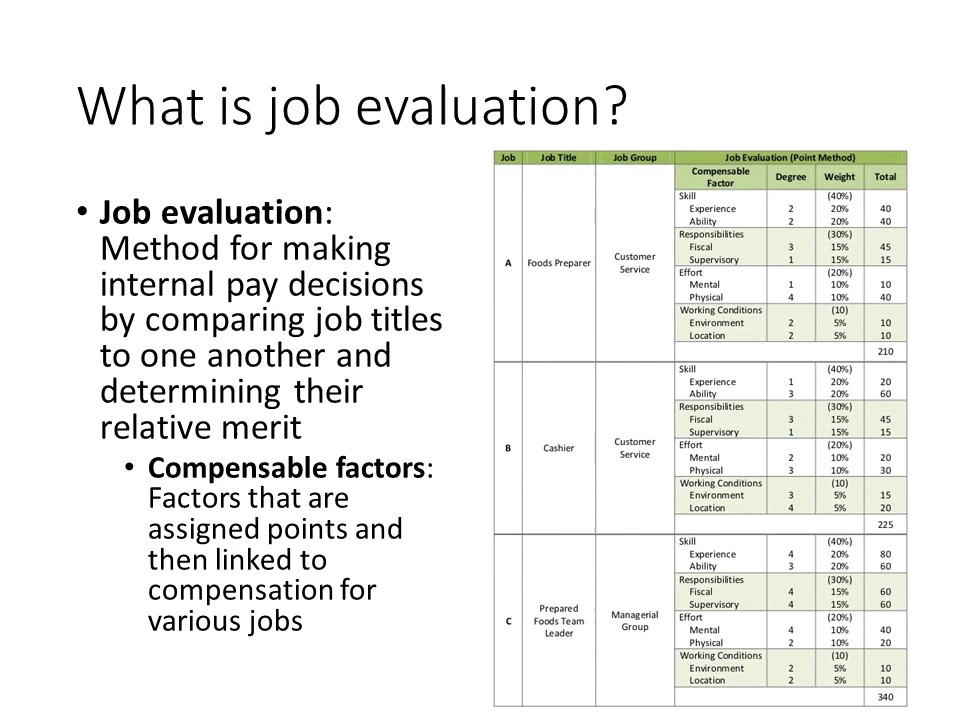 What is job evaluation?
• Job evaluation:
Method for making
internal pay decisions
by comparing job titles
to one another and
determining their
relative merit
• Compensable factors:
Factors that are
assigned points and
then linked to
compensation for
various jobs
Job Job Title Job Group Job Evaluation (Point Method)
Compensable
Factor Degree Weight Total
A Foods Preparer Customer
Service
Skill (40%)
Experience 2 20% 40
Ability 2 20% 40
Responsibilities (30%)
Fiscal 3 15% 45
Supervisory 1 15% 15
Effort (20%)
Mental 1 10% 10
Physical 4 10% 40
Working Conditions (10)
Environment 2 5% 10
Location 2 5% 10
210
B Cashier Customer
Service
Skill (40%)
Experience 1 20% 20
Ability 3 20% 60
Responsibilities (30%)
Fiscal 3 15% 45
Supervisory 1 15% 15
Effort (20%)
Mental 2 10% 20
Physical 3 10% 30
Working Conditions (10)
Environment 3 5% 15
Location 4 5% 20
225
C Prepared
Foods Team
Leader
Managerial
Group
Skill (40%)
Experience 4 20% 80
Ability 3 20% 60
Responsibilities (30%)
Fiscal 4 15% 60
Supervisory 4 15% 60
Effort (20%)
Mental 4 10% 40
Physical 2 10% 20
Working Conditions (10)
Environment 2 5% 10
Location 2 5% 10
340